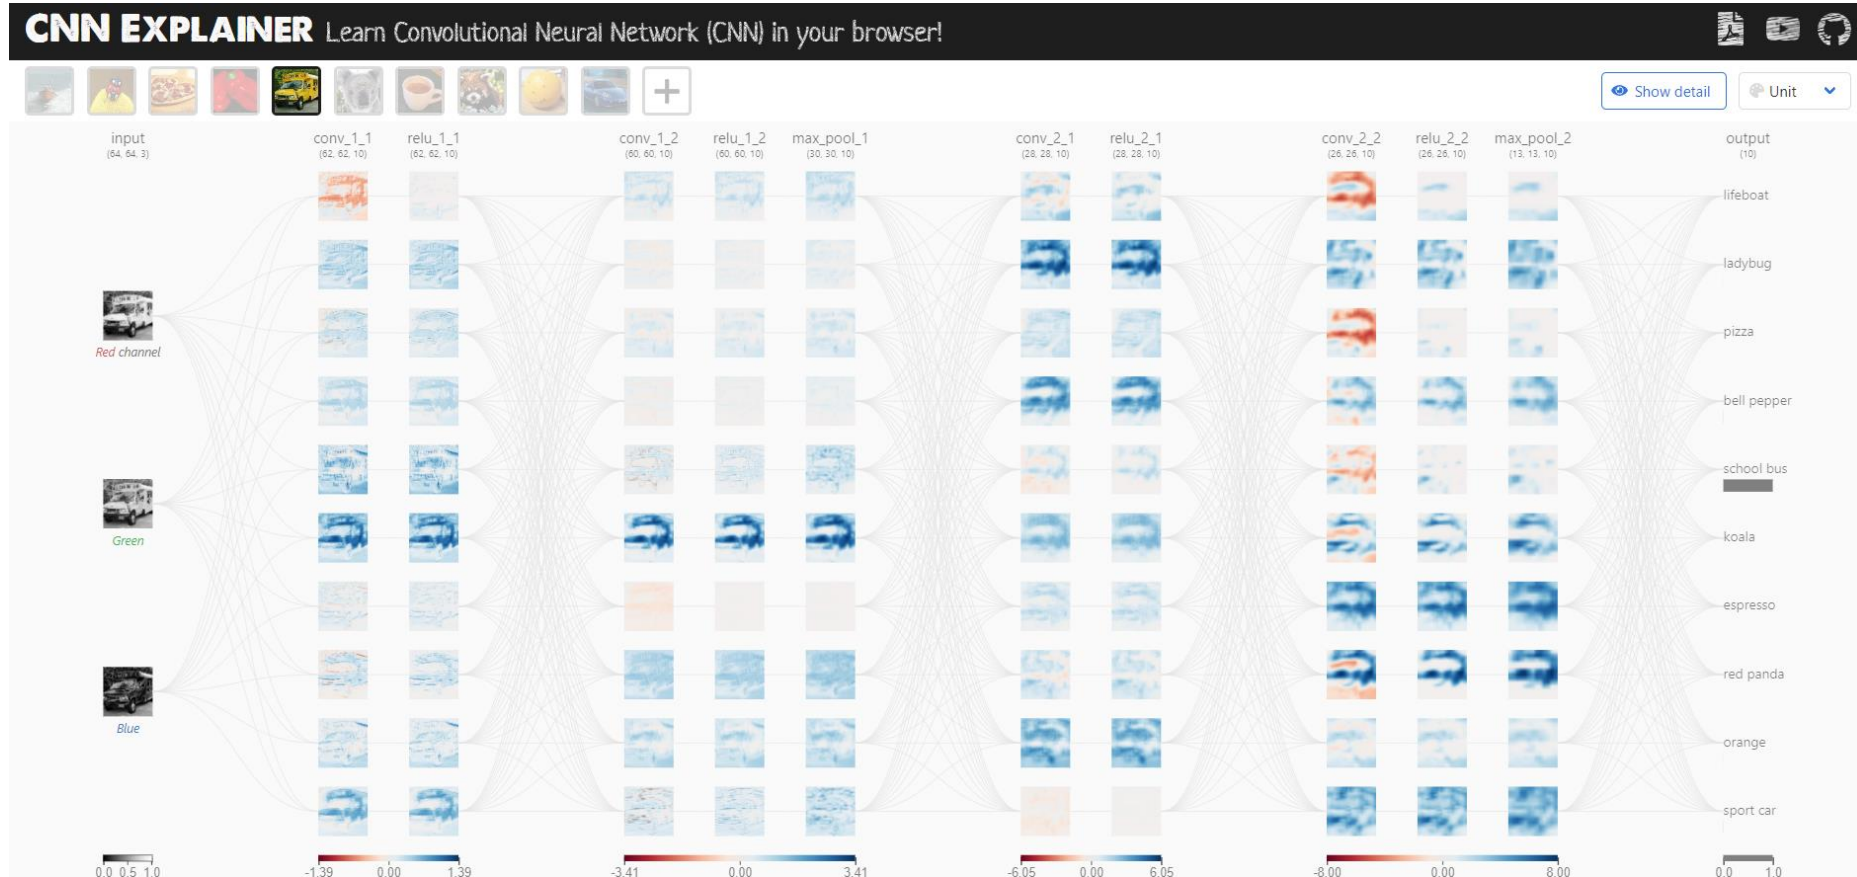 CNN EXPLAINER Learn Convolutional Neural Network (CNN) in your browser!
Show detail
Unit
input
(64, 64, 3)
conv_1_1
(62, 62, 10)
relu_1_1
(62, 62, 10)
conv_1_2
(60, 60, 10)
relu_1_2
(60, 60, 10)
max_pool_1
(30, 30, 10)
conv_2_1
(28, 28, 10)
relu_2_1
(28, 28, 10)
conv_2_2
(26, 26, 10)
relu_2_2
(26, 26, 10)
max_pool_2
(13, 13, 10)
output
(10)
Red channel
Green
Blue
lifeboat
ladybug
pizza
bell pepper
school bus
koala
espresso
red panda
orange
sport car
0.0 0.5 1.0
-1.39 0.00 1.39
-3.41 0.00 3.41
-6.05 0.00 6.05
-8.00 0.00 8.00
0.0 1.0